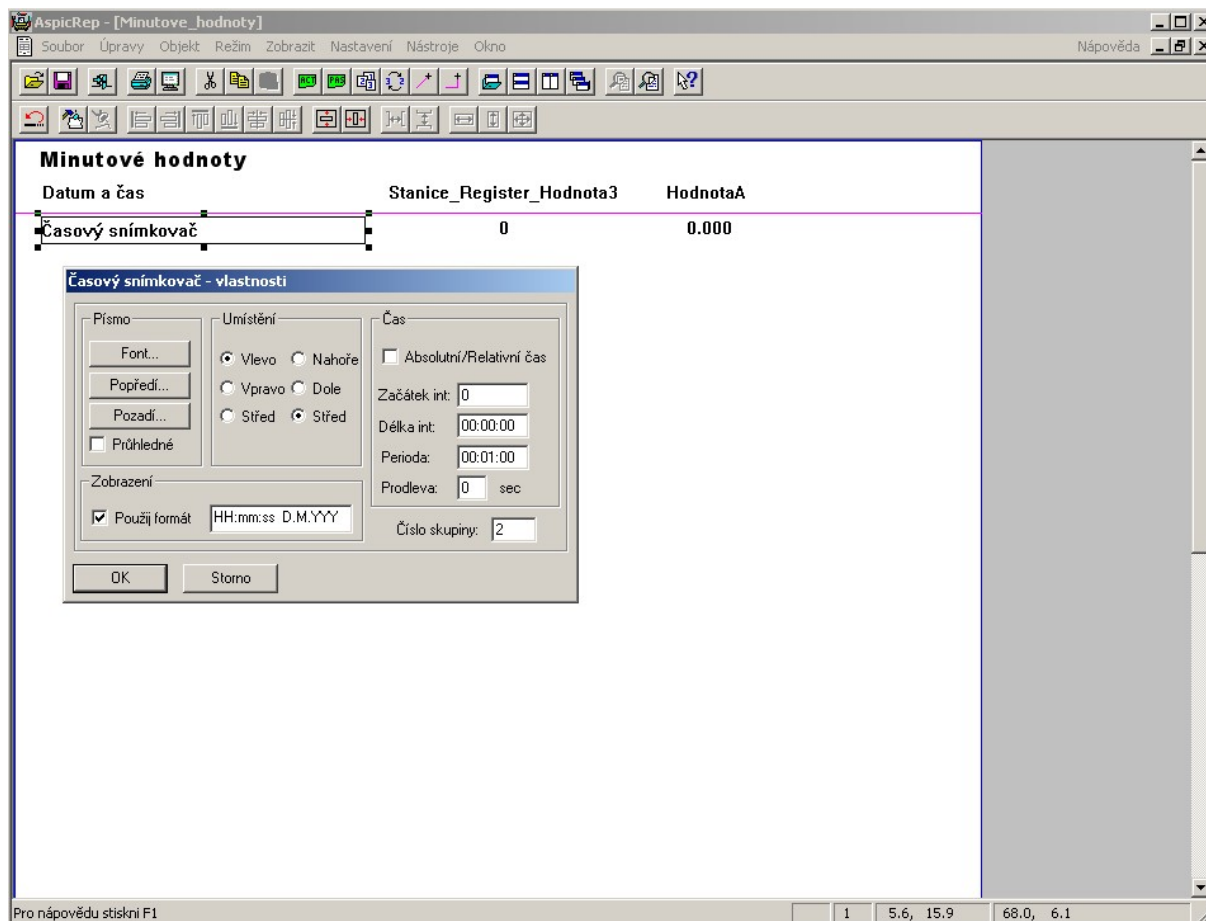 AspicRep - [Minutove_hodnoty]
Soubor Úpravy Objekt Režim Zobrazit Nastavení Nástroje Okno Nápověda
ACT PAS
Minutové hodnoty
Datum a čas Stanice_Register_Hodnota3 HodnotaA
Časový snímkovač 0 0.000
Časový snímkovač - vlastnosti
Písmo
Font...
Popředí...
Pozadí...
Průhledné
Umístění
Vlevo Nahoře
Vpravo Dole
Střed Střed
Čas
Absolutní/Relativní čas
Začátek int: 0
Délka int: 00:00:00
Perioda: 00:01:00
Prodleva: 0 sec
Zobrazení
Použij formát HH:mm:ss D.M.YYY
Číslo skupiny: 2
OK Storno
Pro nápovědu stiskni F1 1 5.6, 15.9 68.0, 6.1